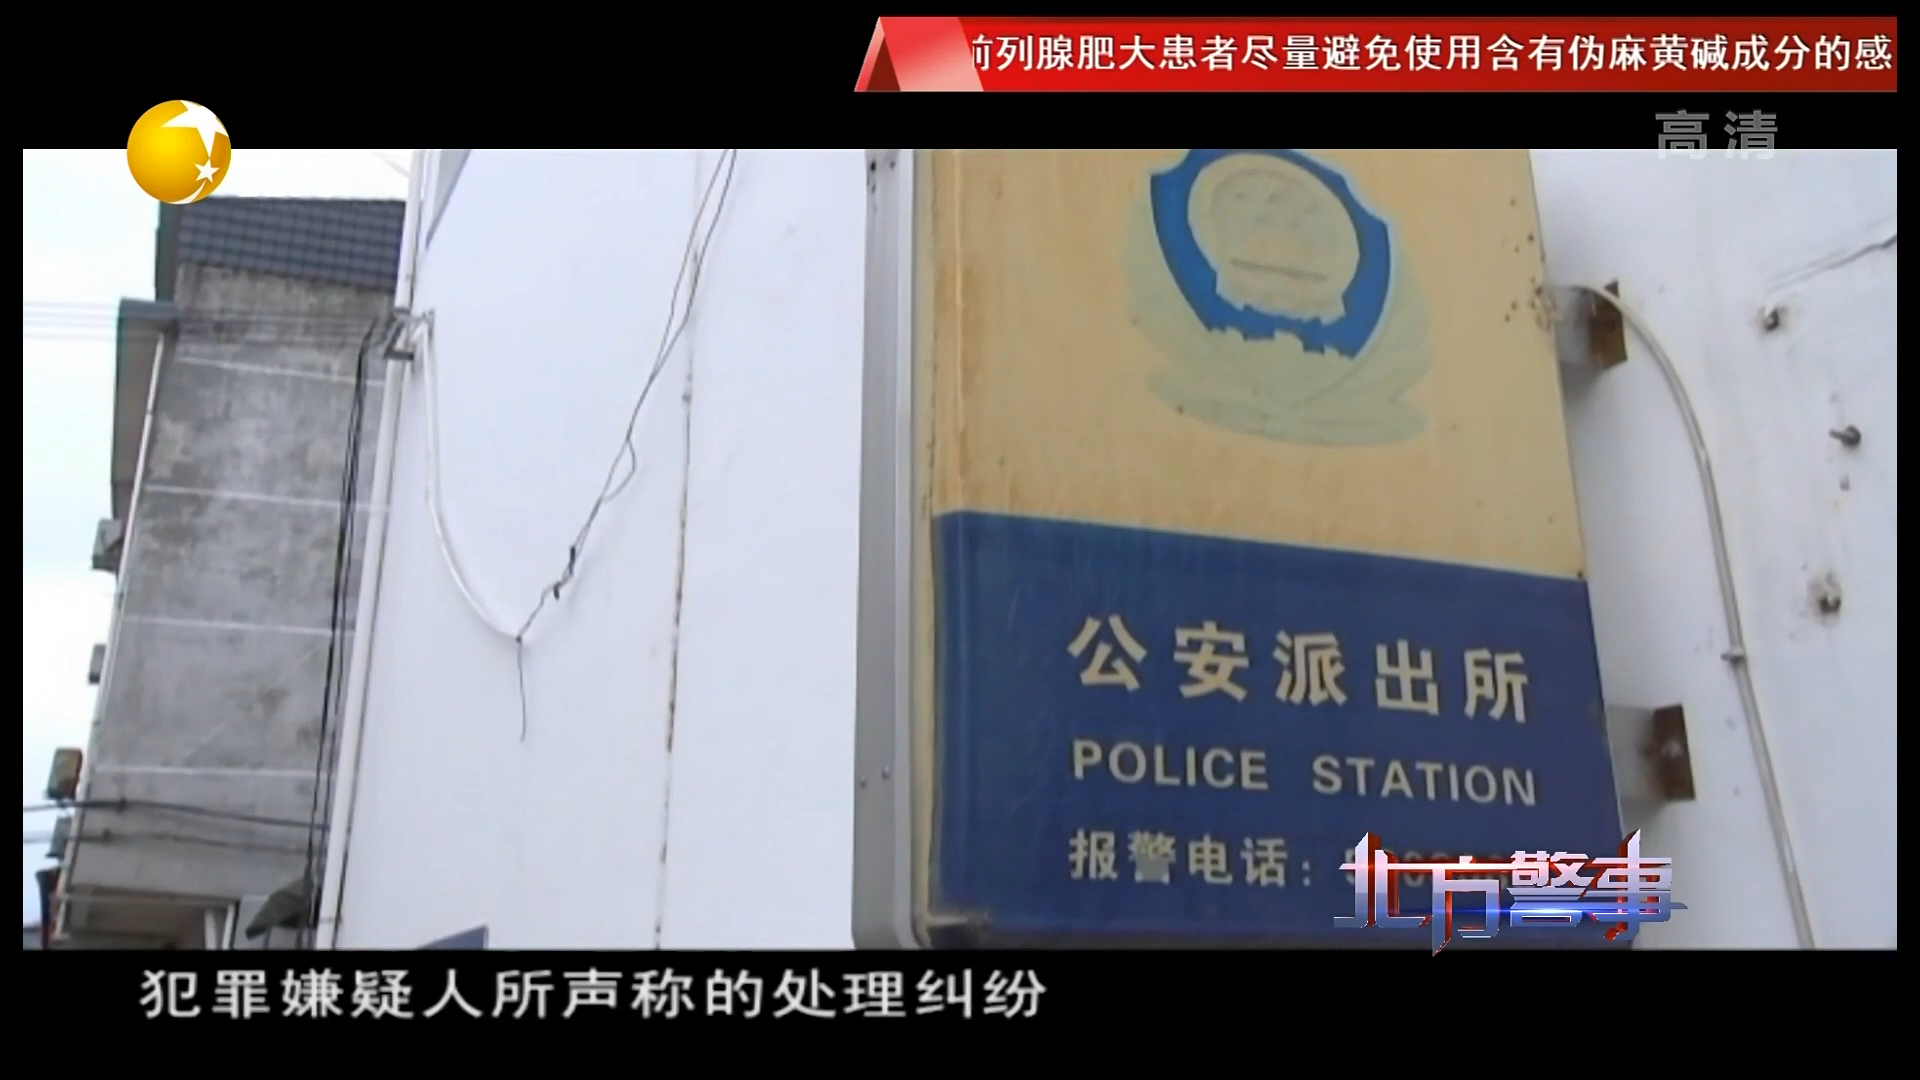 列腺肥大患者尽量避免使用含有伪麻黄碱成分的感
高清
公安派出所
POLICE STATION
报警电话:
北方警事
犯罪嫌疑人所声称的处理纠纷